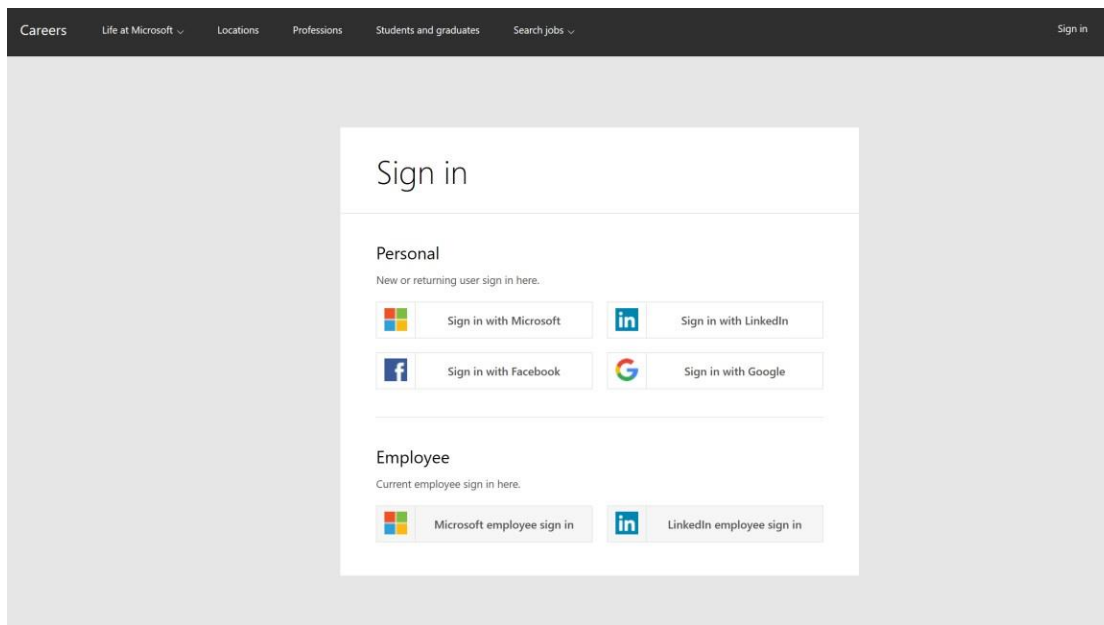 Careers Life at Microsoft Locations Professions Students and graduates Search jobs Sign in
Sign in
Personal
New or returning user sign in here.
Sign in with Microsoft
Sign in with LinkedIn
Sign in with Facebook
Sign in with Google
Employee
Current employee sign in here.
Microsoft employee sign in
LinkedIn employee sign in